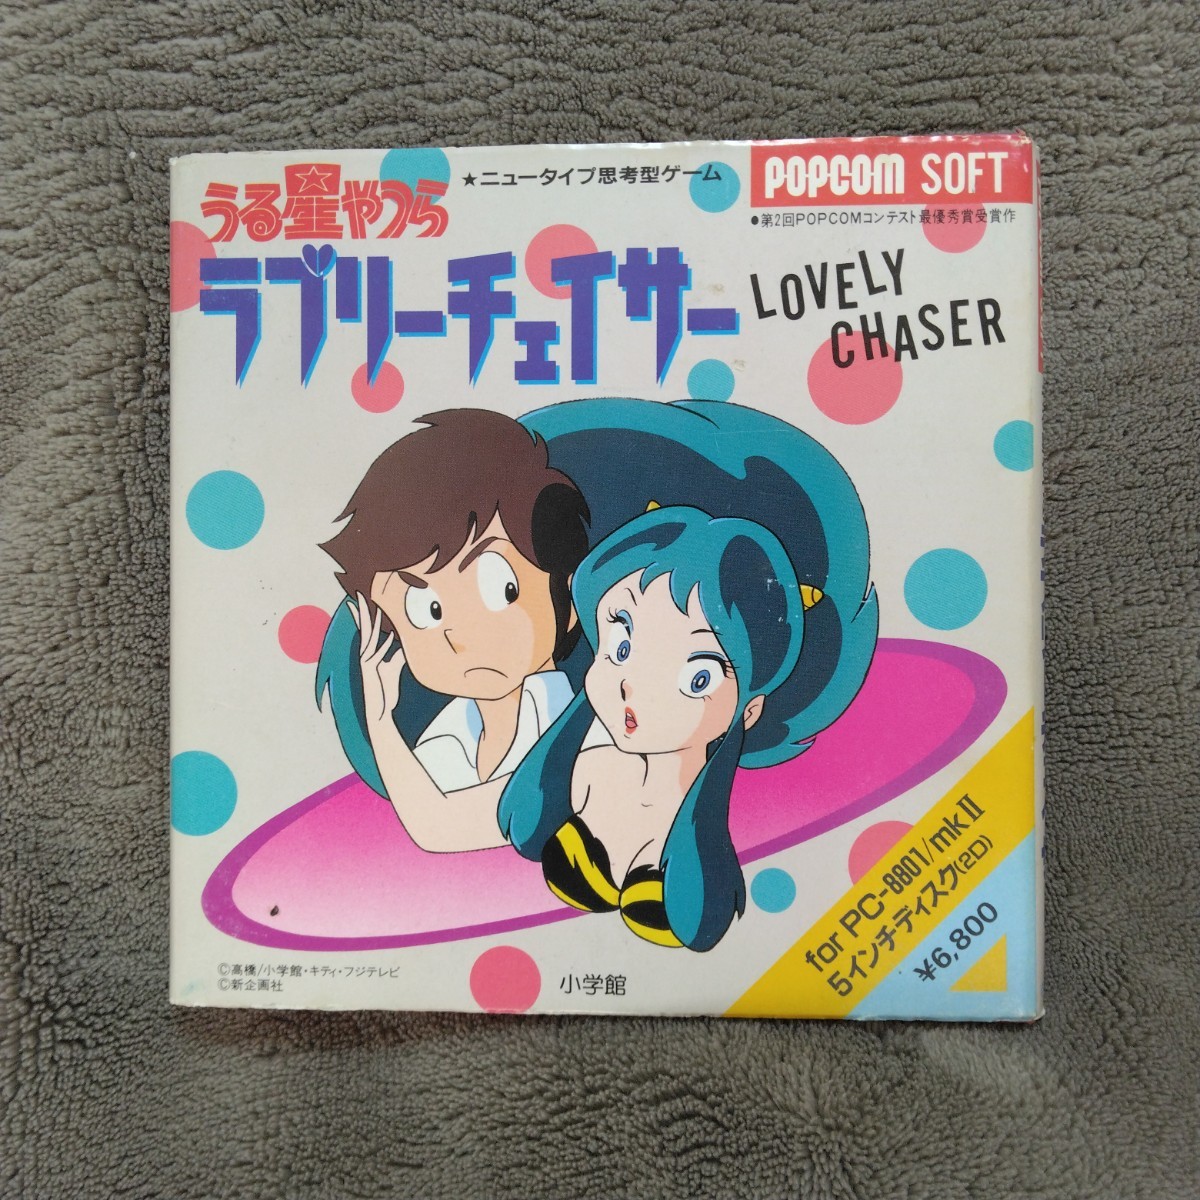 ★ニュータイプ思考型ゲーム
POPCOM SOFT
●第2回POPCOMコンテスト最優秀賞受賞作
うる星やつら
ラブリーチェイサー
LOVELY
CHASER
for PC-8801/mkII
5インチディスク(2D)
¥6,800
©高橋/小学館・キティ・フジテレビ
©新企画社
小学館